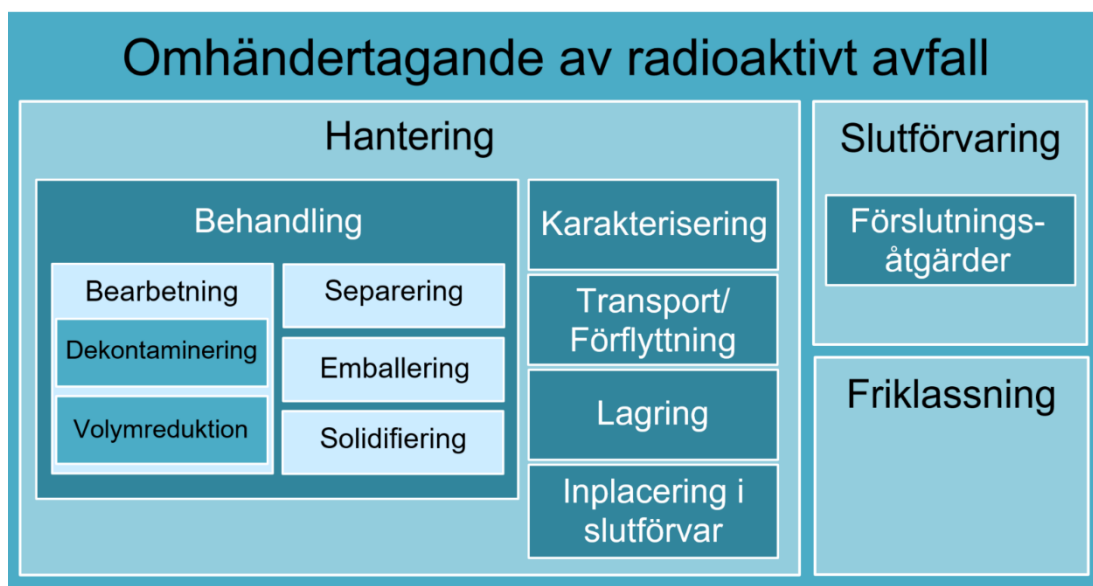 Omhändertagande av radioaktivt avfall
Hantering
Behandling
Bearbetning
Dekontaminering
Volymreduktion
Separering
Emballering
Solidifiering
Karakterisering
Transport/
Förflyttning
Lagring
Inplacering i
slutförvar
Slutförvaring
Förslutnings-
åtgärder
Friklassning